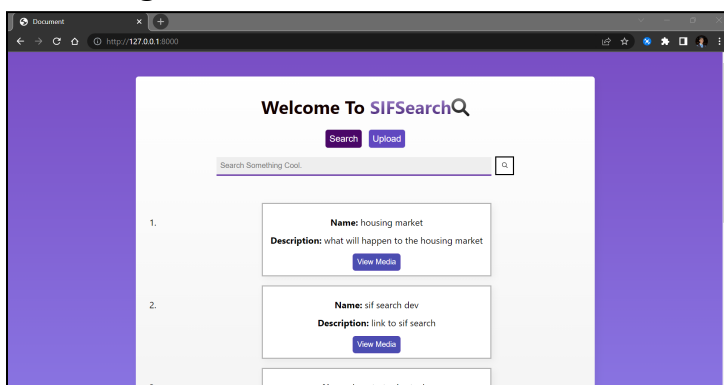 Document
http://127.0.0.1:8000
Welcome To SIFSearch
Search Upload
Search Something Cool.
1.
Name: housing market
Description: what will happen to the housing market
View Media
2.
Name: sif search dev
Description: link to sif search
View Media